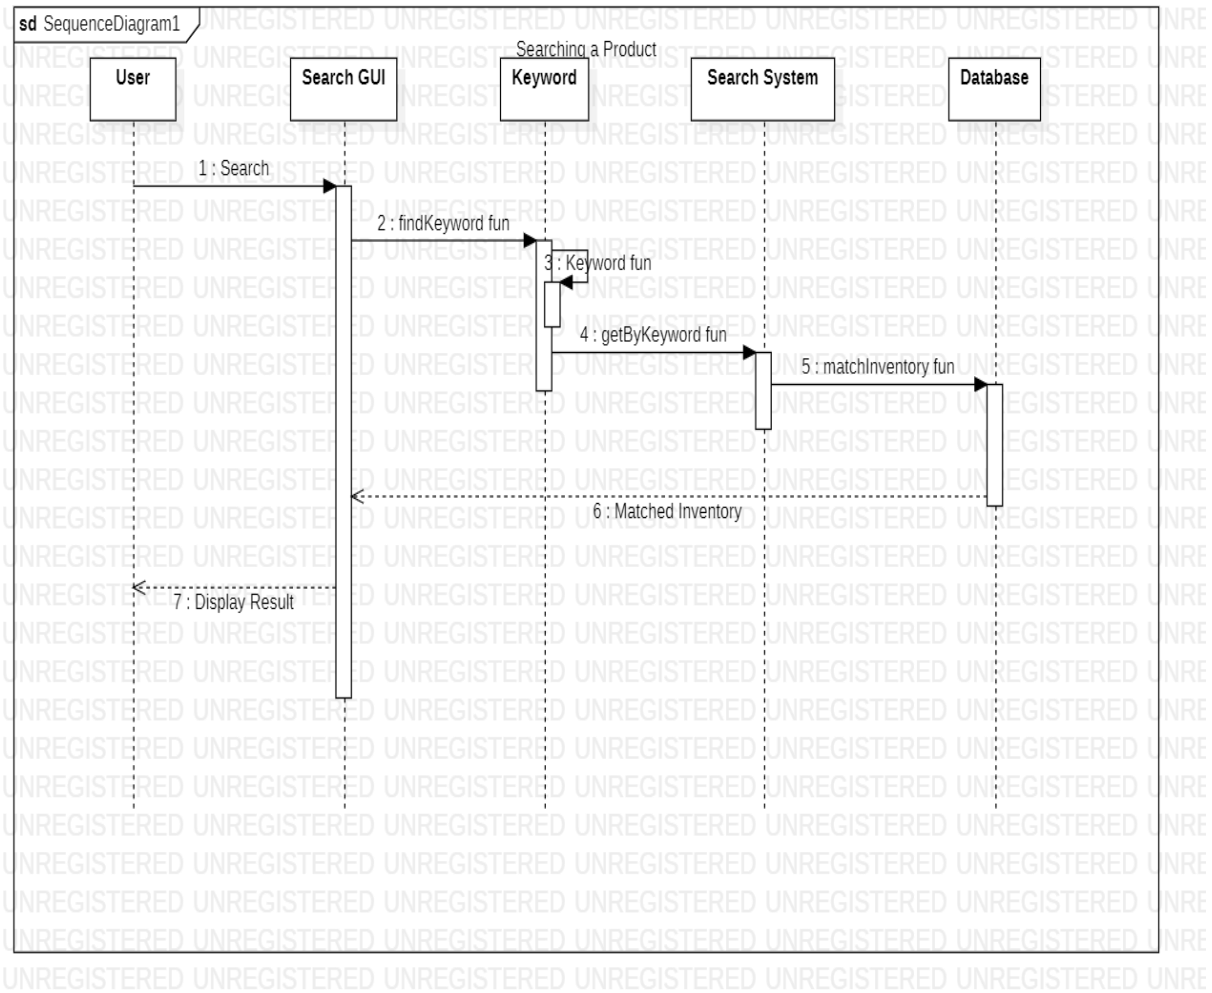 sd SequenceDiagram1
Searching a Product
User
Search GUI
Keyword
Search System
Database
1 : Search
2 : findKeyword fun
3 : Keyword fun
4 : getByKeyword fun
5 : matchInventory fun
6 : Matched Inventory
7 : Display Result
UNREGISTERED UNREGISTERED UNREGISTERED UNREGISTERED UNREGISTERED UNREGISTERED UNRE